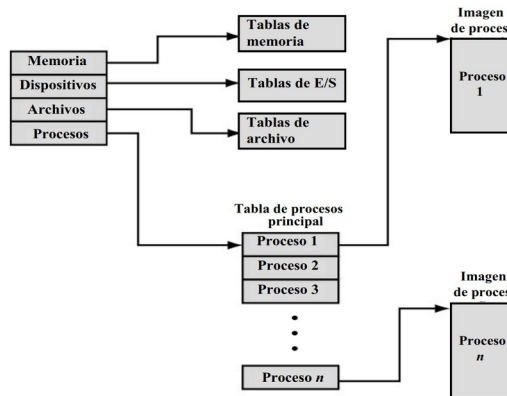 Memoria
Dispositivos
Archivos
Procesos
Tablas de
memoria
Tablas de E/S
Tablas de
archivo
Tabla de procesos
principal
Proceso 1
Proceso 2
Proceso 3
Proceso n
Imagen
de proces
Proceso
1
Imagen
de proces
Proceso
n